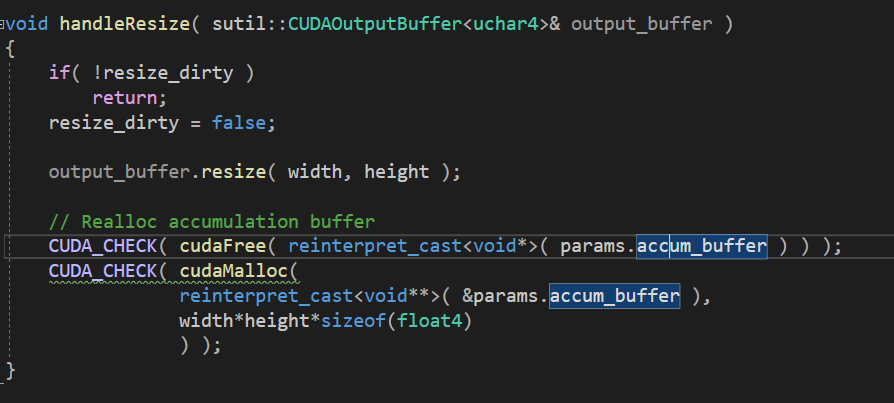 void handleResize( sutil::CUDAOutputBuffer<uchar4>& output_buffer )
{
    if( !resize_dirty )
        return;
    resize_dirty = false;

    output_buffer.resize( width, height );

    // Realloc accumulation buffer
    CUDA_CHECK( cudaFree( reinterpret_cast<void*>( params.accum_buffer ) ) );
    CUDA_CHECK( cudaMalloc(
                reinterpret_cast<void**>( &params.accum_buffer ),
                width*height*sizeof(float4)
                ) );
}